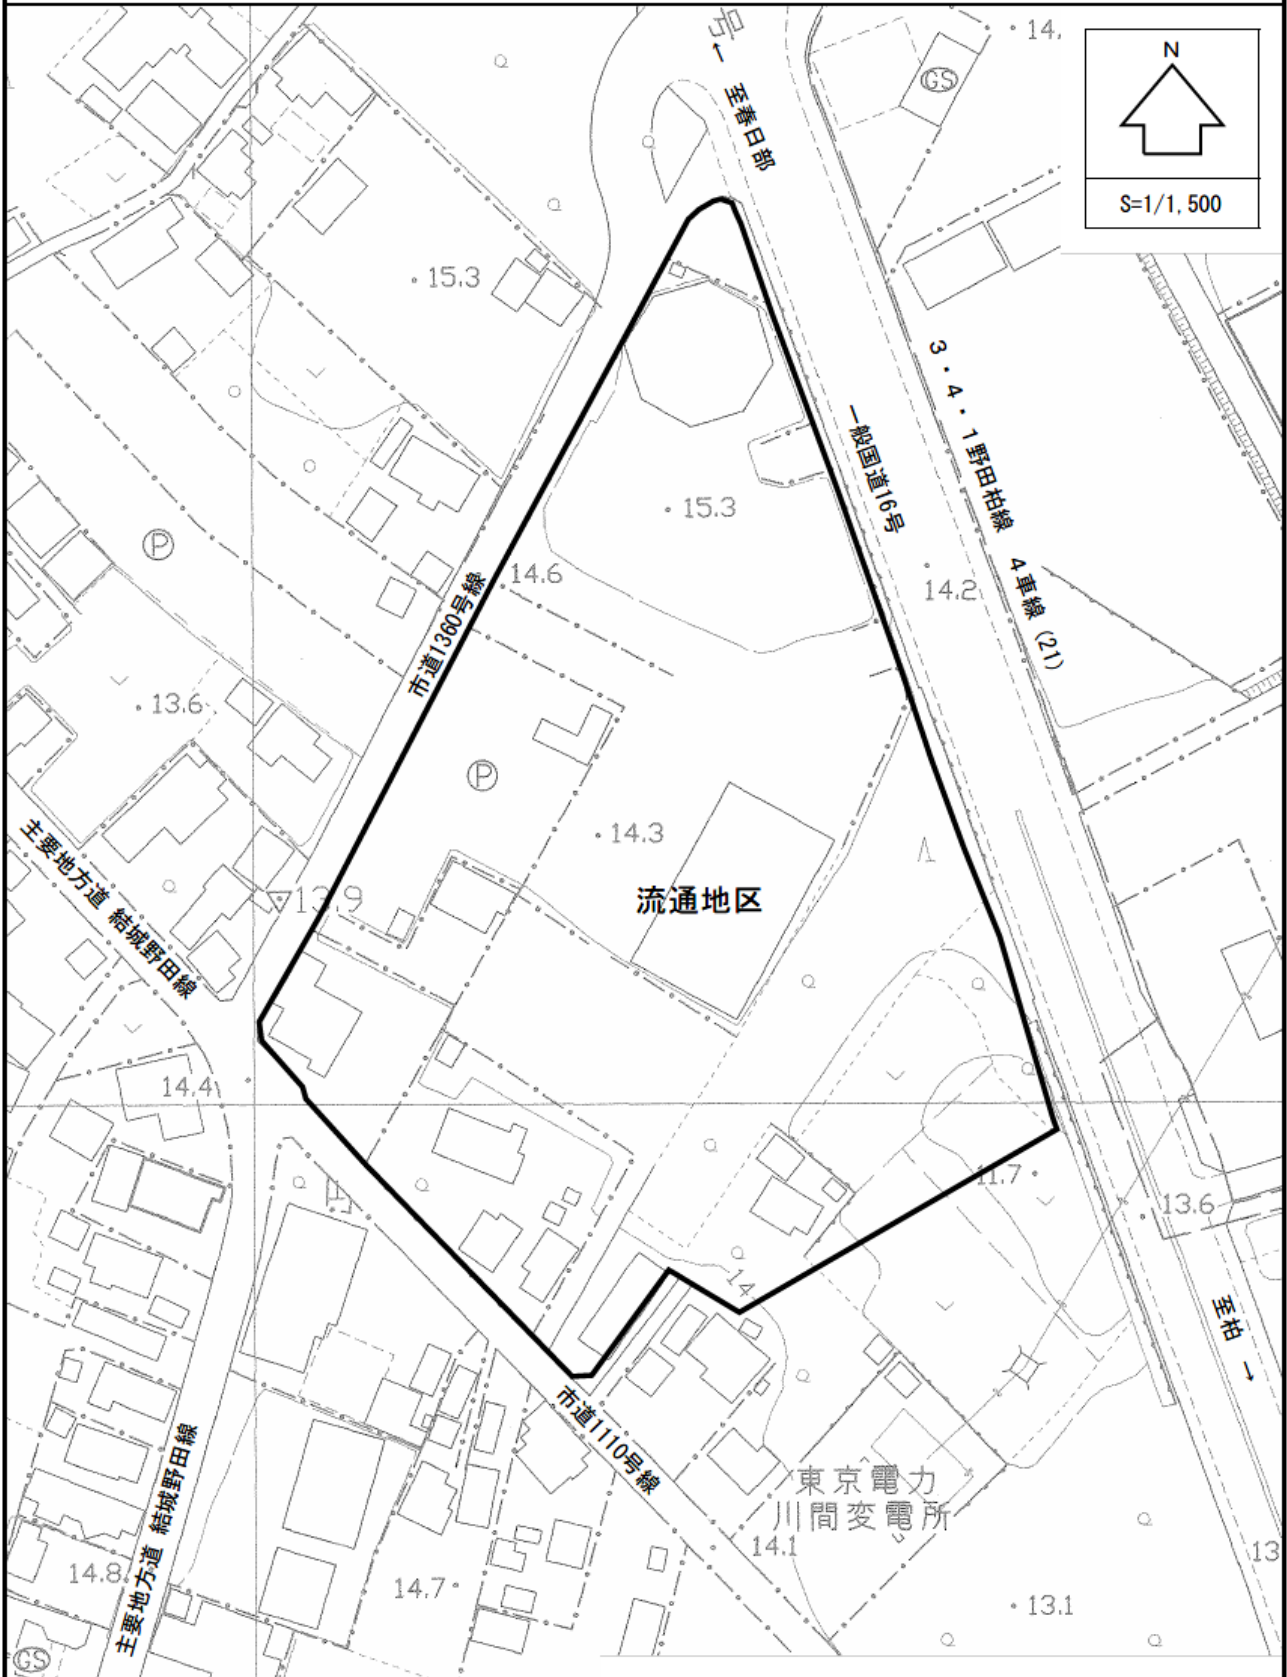 14.
N
S=1/1,500
GS
← 至春日部
15.3
3・4・1野田柏線 4車線(21)
一般国道16号
15.3
P
14.6
14.2
市道1360号線
13.6
P
14.3
主要地方道 結城野田線
13.9
流通地区
14.4
11.7
13.6
14
至柏 →
市道1110号線
主要地方道 結城野田線
東京電力
川間変電所
14.1
13
14.8
14.7
13.1
GS